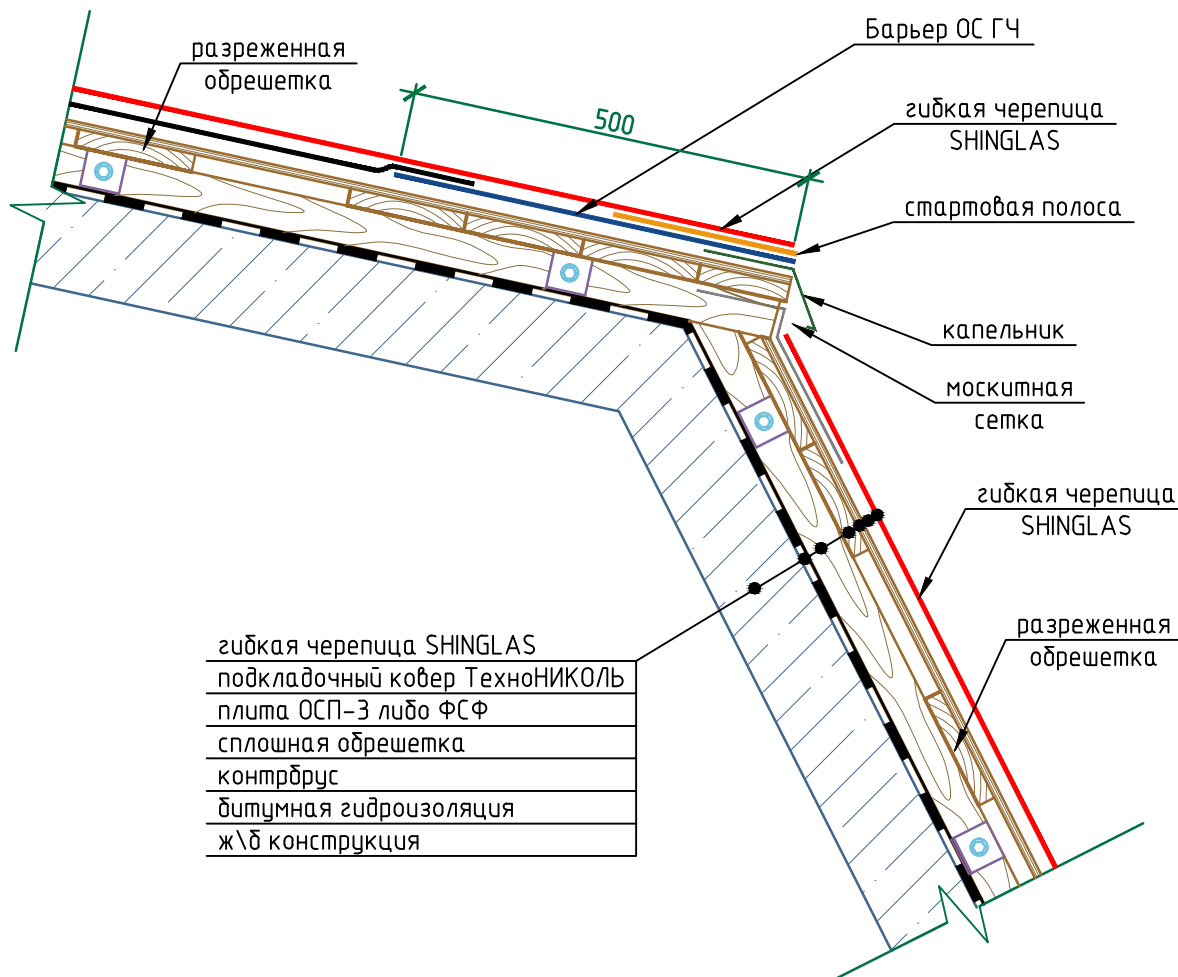 Барьер ОС ГЧ
разреженная
обрешетка
500
гибкая черепица
SHINGLAS
стартовая полоса
капельник
москитная
сетка
гибкая черепица
SHINGLAS
разреженная
обрешетка
гибкая черепица SHINGLAS
подкладочный ковер ТехноНИКОЛЬ
плита ОСП-3 либо ФСФ
сплошная обрешетка
контрбрус
битумная гидроизоляция
ж\б конструкция